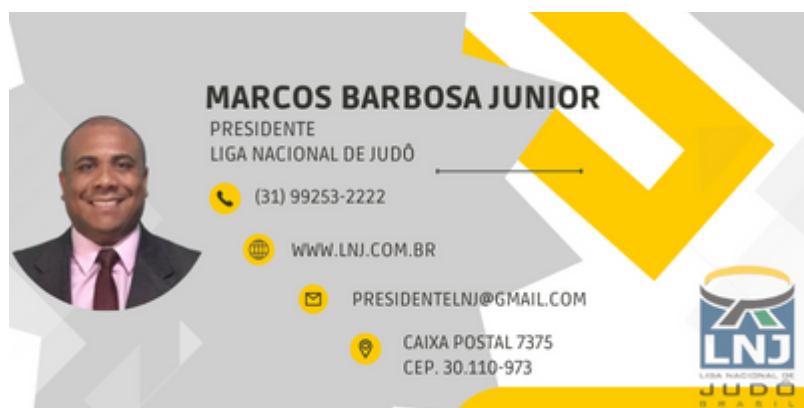 MARCOS BARBOSA JUNIOR
PRESIDENTE
LIGA NACIONAL DE JUDÔ
(31) 99253-2222
WWW.LNJ.COM.BR
PRESIDENTELNJ@GMAIL.COM
CAIXA POSTAL 7375
CEP. 30.110-973
LNJ
LIGA NACIONAL DE
JUDÔ
BRASIL